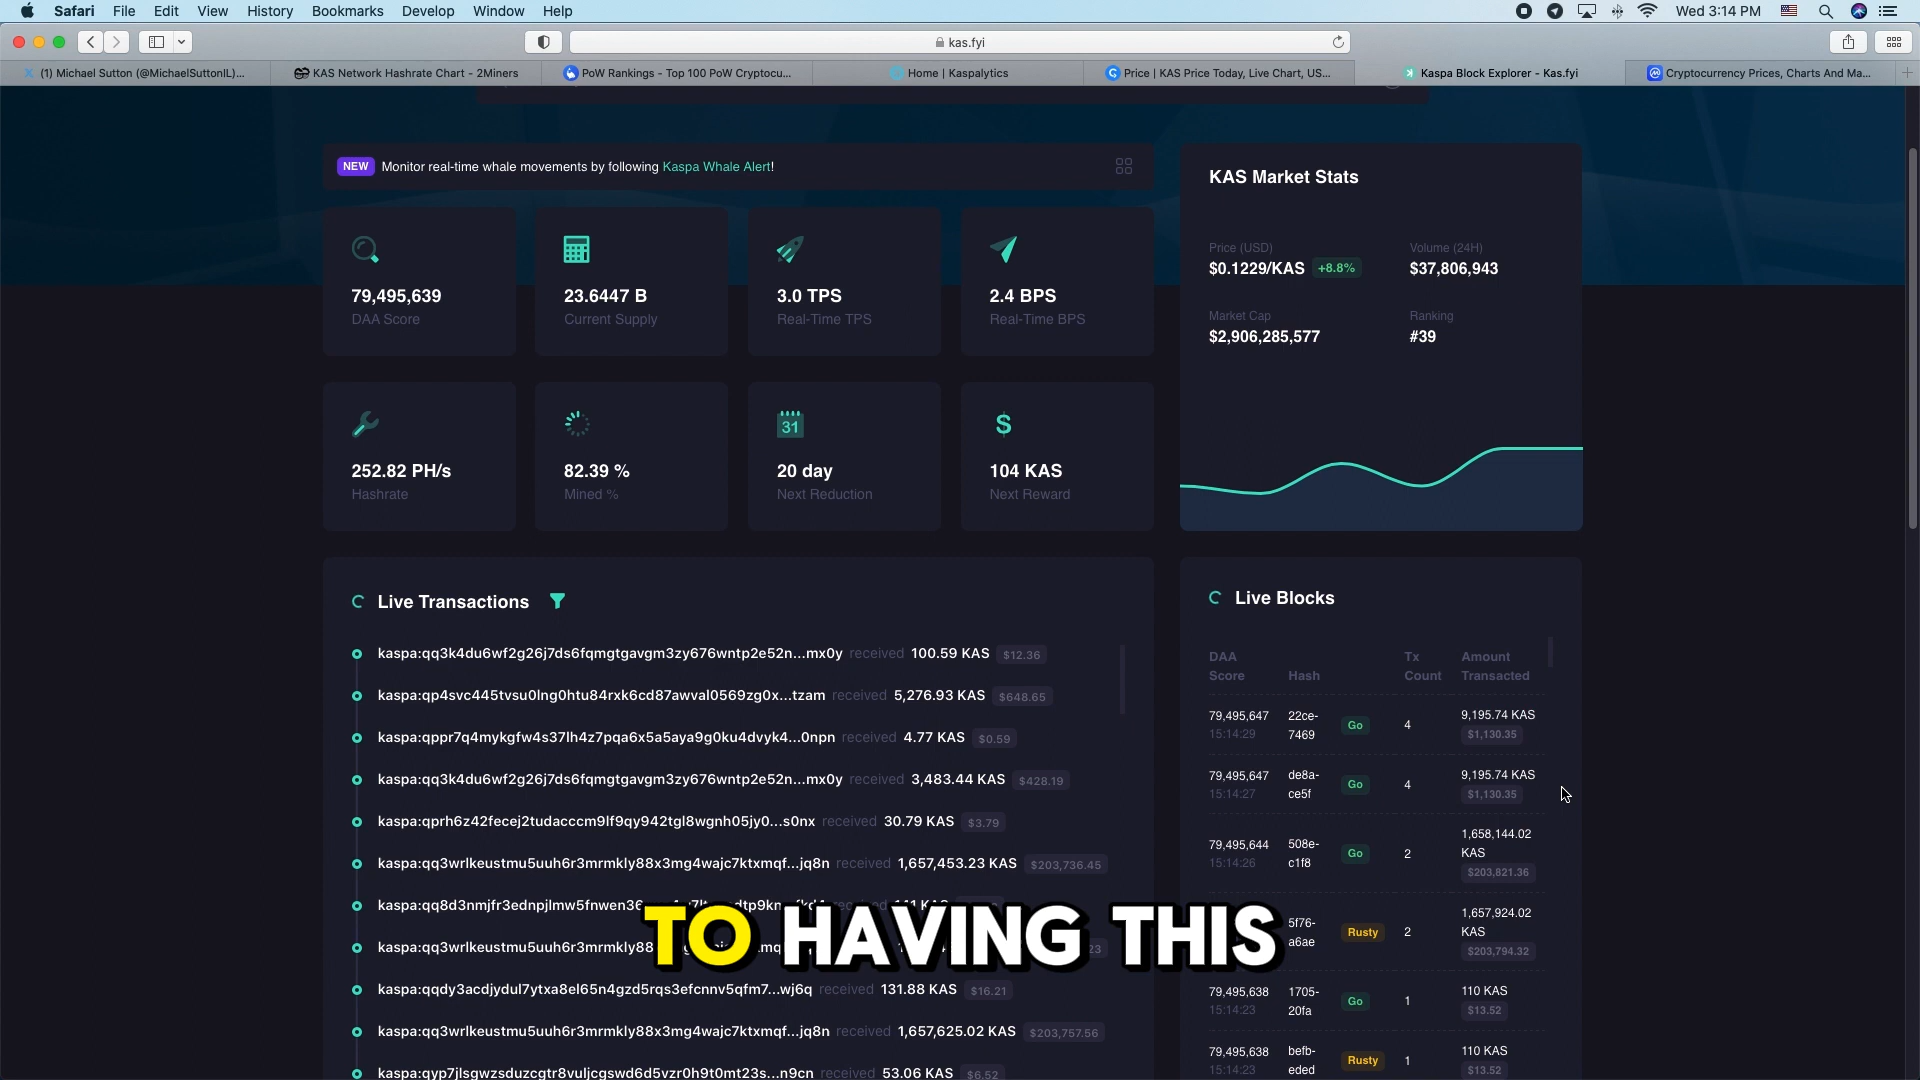 Safari File Edit View History Bookmarks Develop Window Help
Wed 3:14 PM
kas.fyi
(1) Michael Sutton (@MichaelSuttonIL)...
KAS Network Hashrate Chart - 2Miners
PoW Rankings - Top 100 PoW Cryptocu...
Home | Kaspalytics
Price | KAS Price Today, Live Chart, US...
Kaspa Block Explorer - Kas.fyi
Cryptocurrency Prices, Charts And Ma...
NEW Monitor real-time whale movements by following Kaspa Whale Alert!
79,495,639
DAA Score
23.6447 B
Current Supply
3.0 TPS
Real-Time TPS
2.4 BPS
Real-Time BPS
252.82 PH/s
Hashrate
82.39 %
Mined %
31
20 day
Next Reduction
$
104 KAS
Next Reward
KAS Market Stats
Price (USD)
$0.1229/KAS +8.8%
Volume (24H)
$37,806,943
Market Cap
$2,906,285,577
Ranking
#39
Live Transactions
kaspa:qq3k4du6wf2g26j7ds6fqmgtgavgm3zy676wntp2e52n...mx0y received 100.59 KAS $12.36
kaspa:qp4svc445tvsu0lng0htu84rxk6cd87awval0569zg0x...tzam received 5,276.93 KAS $648.65
kaspa:qppr7q4mykgfw4s37lh4z7pqa6x5a5aya9g0ku4dvyk4...0npn received 4.77 KAS $0.59
kaspa:qq3k4du6wf2g26j7ds6fqmgtgavgm3zy676wntp2e52n...mx0y received 3,483.44 KAS $428.19
kaspa:qprh6z42fecej2tudacccm9lf9qy942tgl8wgnh05jy0...s0nx received 30.79 KAS $3.79
kaspa:qq3wrlkeustmu5uuh6r3mrmkly88x3mg4wajc7ktxmqf...jq8n received 1,657,453.23 KAS $203,736.45
TO HAVING THIS
kaspa:qqdy3acdjydul7ytxa8el65n4gzd5rqs3efcnnv5qfm7...wj6q received 131.88 KAS $16.21
kaspa:qq3wrlkeustmu5uuh6r3mrmkly88x3mg4wajc7ktxmqf...jq8n received 1,657,625.02 KAS $203,757.56
kaspa:qyp7jlsgwzsduzcgtr8vuljcgswd6d5vzr0h9t0mt23s...n9cn received 53.06 KAS $6.52
Live Blocks
DAA Score Hash Tx Count Amount Transacted
79,495,647 22ce- Go 4 9,195.74 KAS
15:14:29 7469 $1,130.35
79,495,647 de8a- Go 4 9,195.74 KAS
15:14:27 ce5f $1,130.35
79,495,644 508e- Go 2 1,658,144.02 KAS
15:14:26 c1f8 $203,821.36
5f76- Rusty 2 1,657,924.02 KAS
a6ae $203,794.32
79,495,638 1705- Go 1 110 KAS
15:14:23 20fa $13.52
79,495,638 befb- Rusty 1 110 KAS
15:14:23 eded $13.52